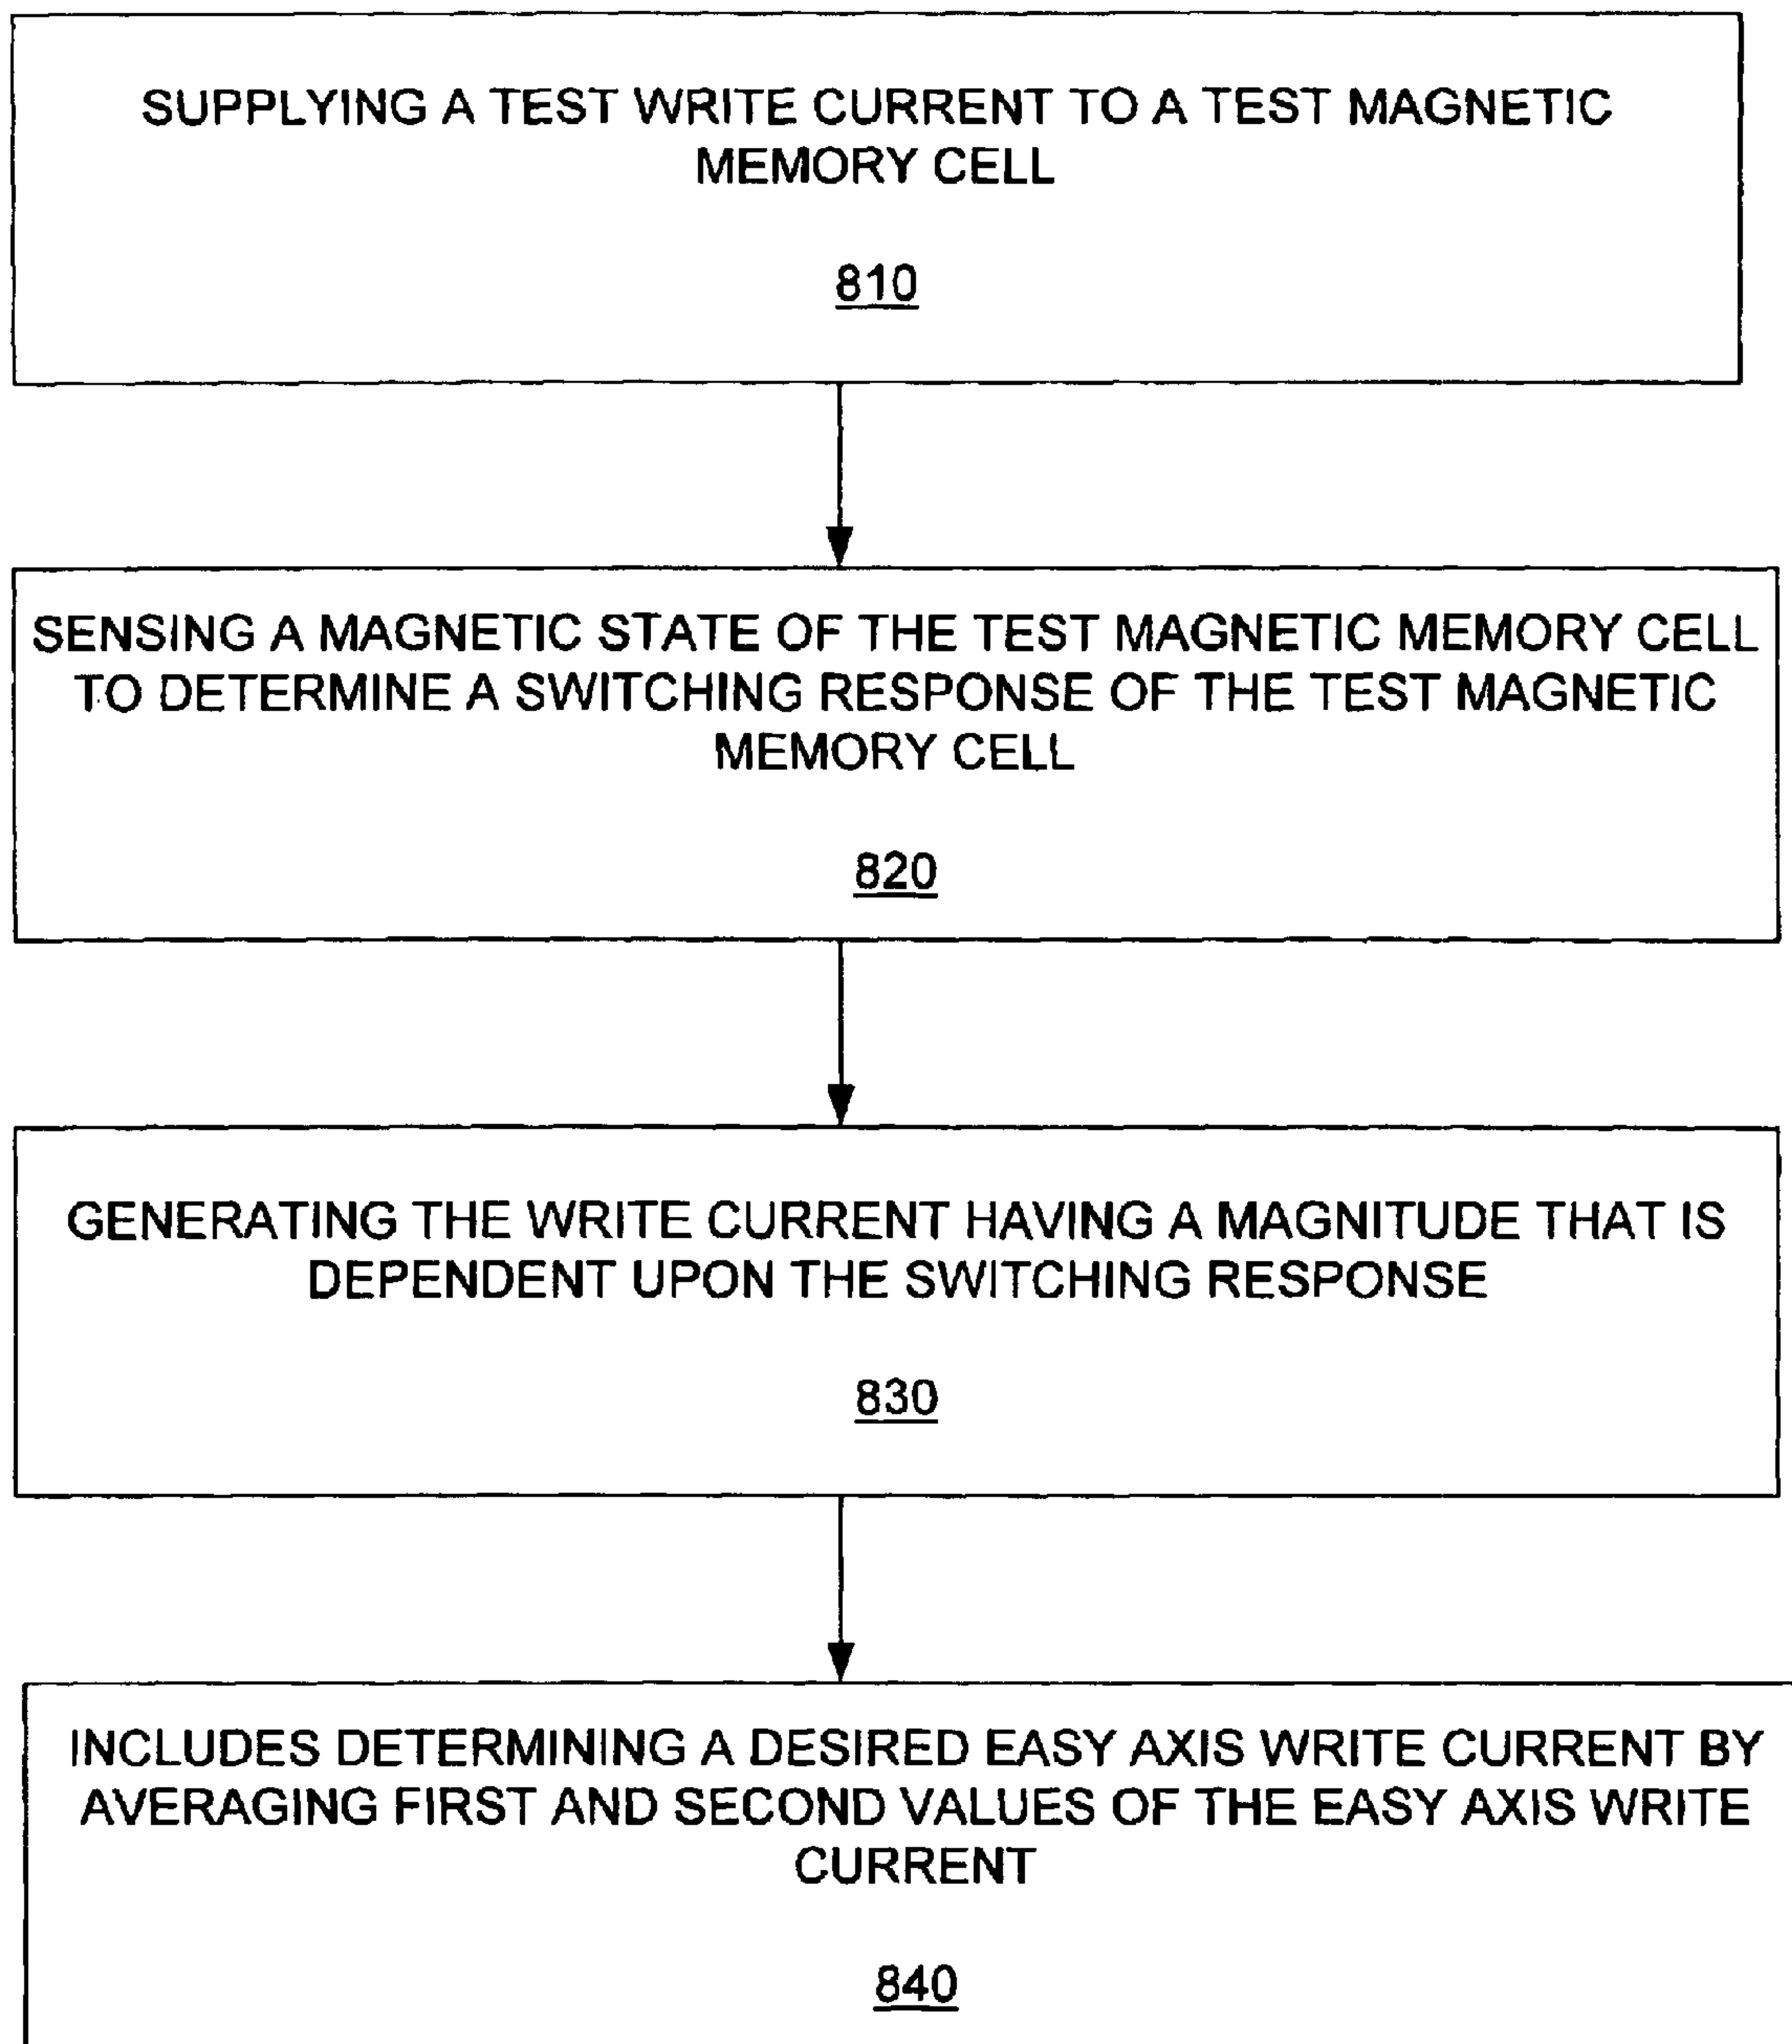 SUPPLYING A TEST WRITE CURRENT TO A TEST MAGNETIC
MEMORY CELL
810
SENSING A MAGNETIC STATE OF THE TEST MAGNETIC MEMORY CELL
TO DETERMINE A SWITCHING RESPONSE OF THE TEST MAGNETIC
MEMORY CELL
820
GENERATING THE WRITE CURRENT HAVING A MAGNITUDE THAT IS
DEPENDENT UPON THE SWITCHING RESPONSE
830
INCLUDES DETERMINING A DESIRED EASY AXIS WRITE CURRENT BY
AVERAGING FIRST AND SECOND VALUES OF THE EASY AXIS WRITE
CURRENT
840